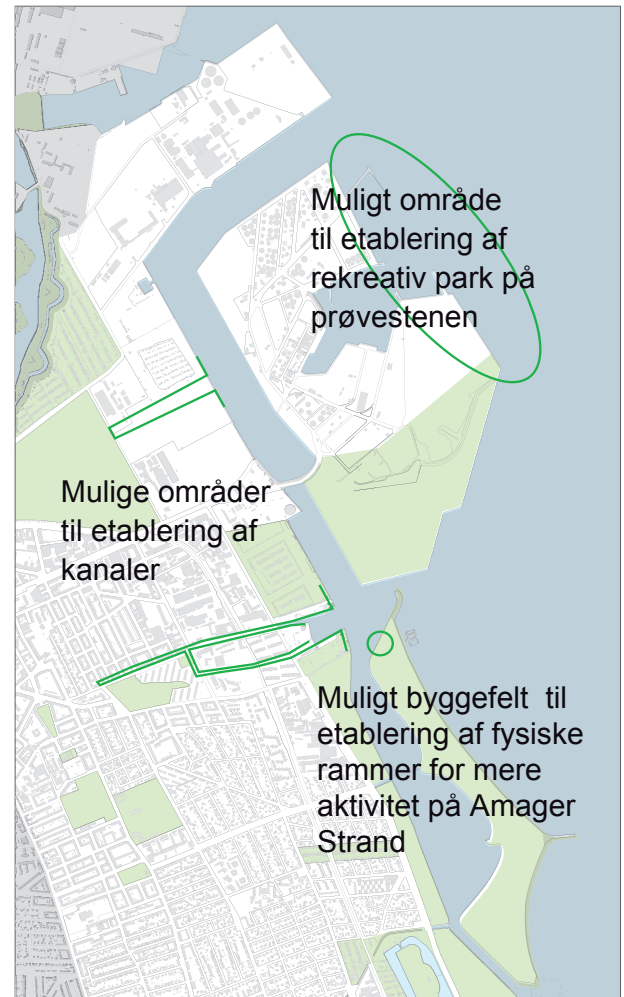 Muligt område
til etablering af
rekreativ park på
prøvestenen
Mulige områder
til etablering af
kanaler
Muligt byggefelt til
etablering af fysiske
rammer for mere
aktivitet på Amager
Strand